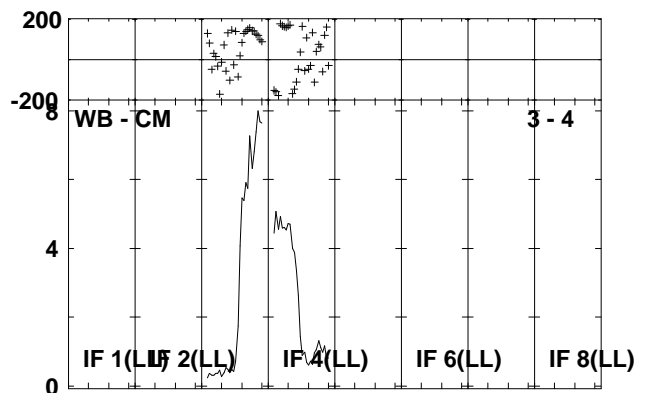 200
-200
8
WB - CM
3 - 4
4
IF 1(LL)
IF 2(LL)
IF 4(LL)
IF 6(LL)
IF 8(LL)
0